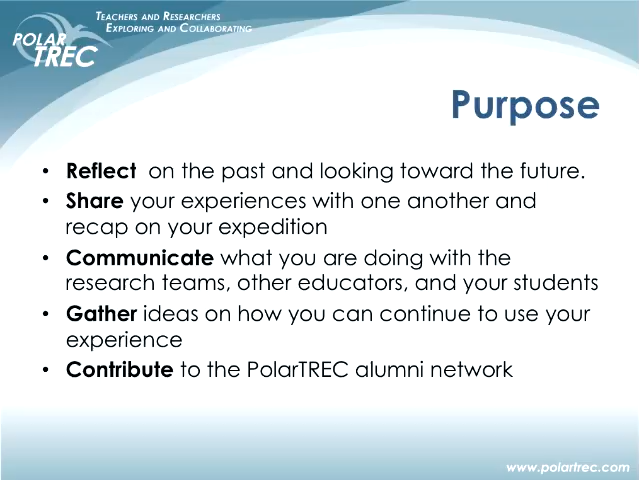 TEACHERS AND RESEARCHERS
EXPLORING AND COLLABORATING
POLAR
TREC
Purpose
• Reflect  on the past and looking toward the future.
• Share your experiences with one another and
recap on your expedition
• Communicate what you are doing with the
research teams, other educators, and your students
• Gather ideas on how you can continue to use your
experience
• Contribute to the PolarTREC alumni network
www.polartrec.com